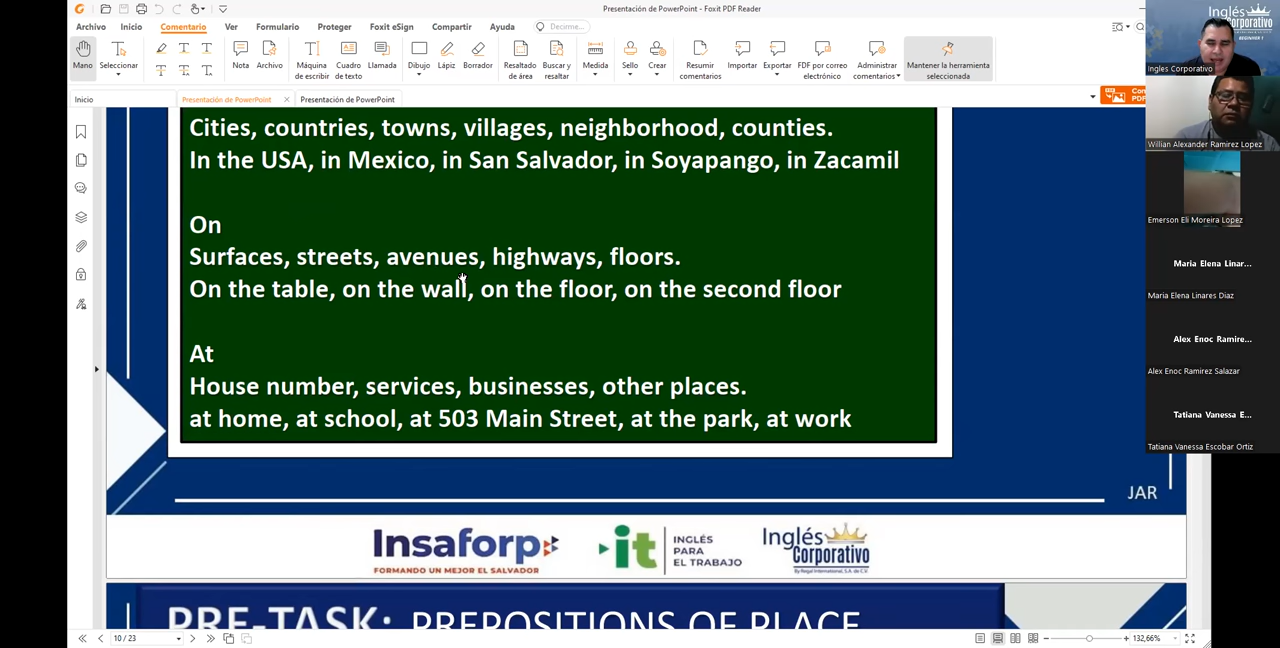 Presentación de PowerPoint - Foxit PDF Reader
Archivo Inicio Comentario Ver Formulario Proteger Foxit eSign Compartir Ayuda Decirme...
Mano Seleccionar Nota Archivo Máquina de escribir Cuadro de texto Llamada Dibujo Lápiz Borrador Resaltado de área Buscar y resaltar Medida Sello Crear Resumir comentarios Importar Exportar FDF por correo electrónico Administrar comentarios Mantener la herramienta seleccionada
Inicio Presentación de PowerPoint Presentación de PowerPoint
Cities, countries, towns, villages, neighborhood, counties.
In the USA, in Mexico, in San Salvador, in Soyapango, in Zacamil
On
Surfaces, streets, avenues, highways, floors.
On the table, on the wall, on the floor, on the second floor
At
House number, services, businesses, other places.
at home, at school, at 503 Main Street, at the park, at work
JAR
Insaforp
FORMANDO UN MEJOR EL SALVADOR
it
INGLÉS
PARA
EL TRABAJO
Inglés
Corporativo
PRE-TASK: PREPOSITIONS OF PLACE
10 / 23
132,66%
Inglés
Corporativo
BEGINNER 1
Ingles Corporativo
Willian Alexander Ramirez Lopez
Emerson Eli Moreira Lopez
Maria Elena Linar...
Maria Elena Linares Diaz
Alex Enoc Ramire...
Alex Enoc Ramirez Salazar
Tatiana Vanessa E...
Tatiana Vanessa Escobar Ortiz